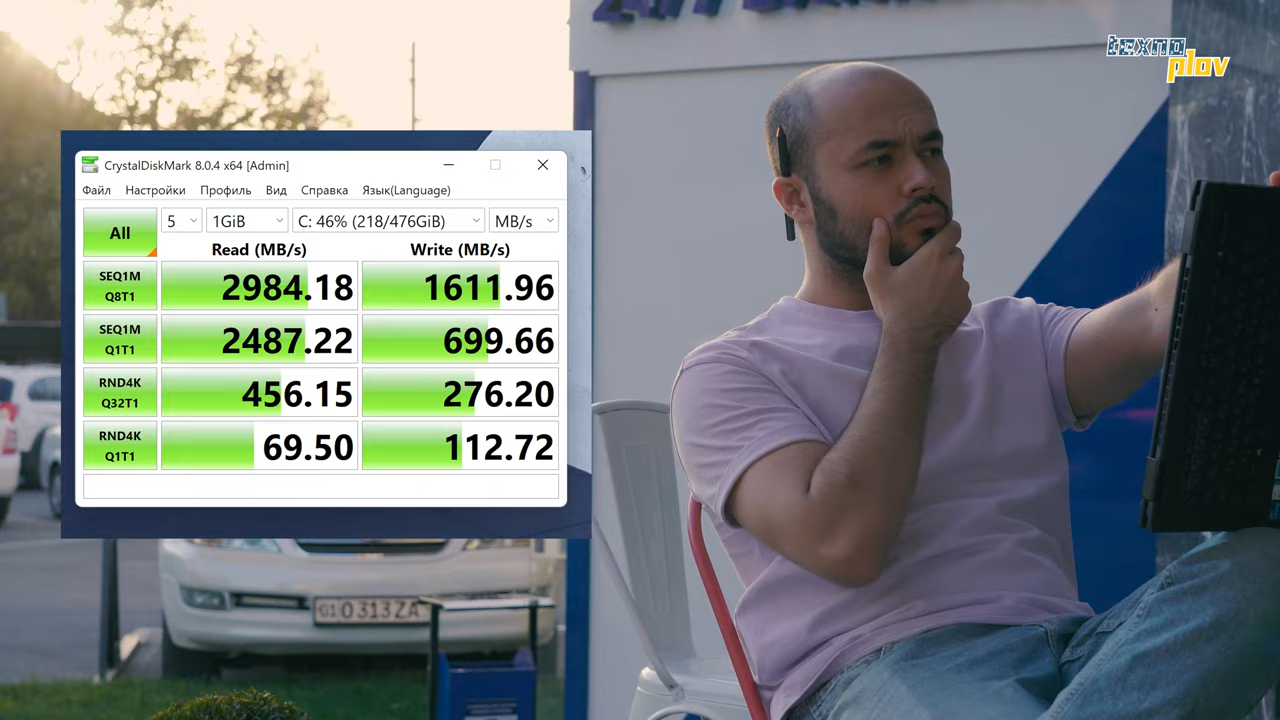 texno
plov
CrystalDiskMark 8.0.4 x64 [Admin]
Файл Настройки Профиль Вид Справка Язык(Language)
All 5 1GiB C: 46% (218/476GiB) MB/s
Read (MB/s) Write (MB/s)
SEQ1M
Q8T1 2984.18 1611.96
SEQ1M
Q1T1 2487.22 699.66
RND4K
Q32T1 456.15 276.20
RND4K
Q1T1 69.50 112.72
01 O 313 ZA